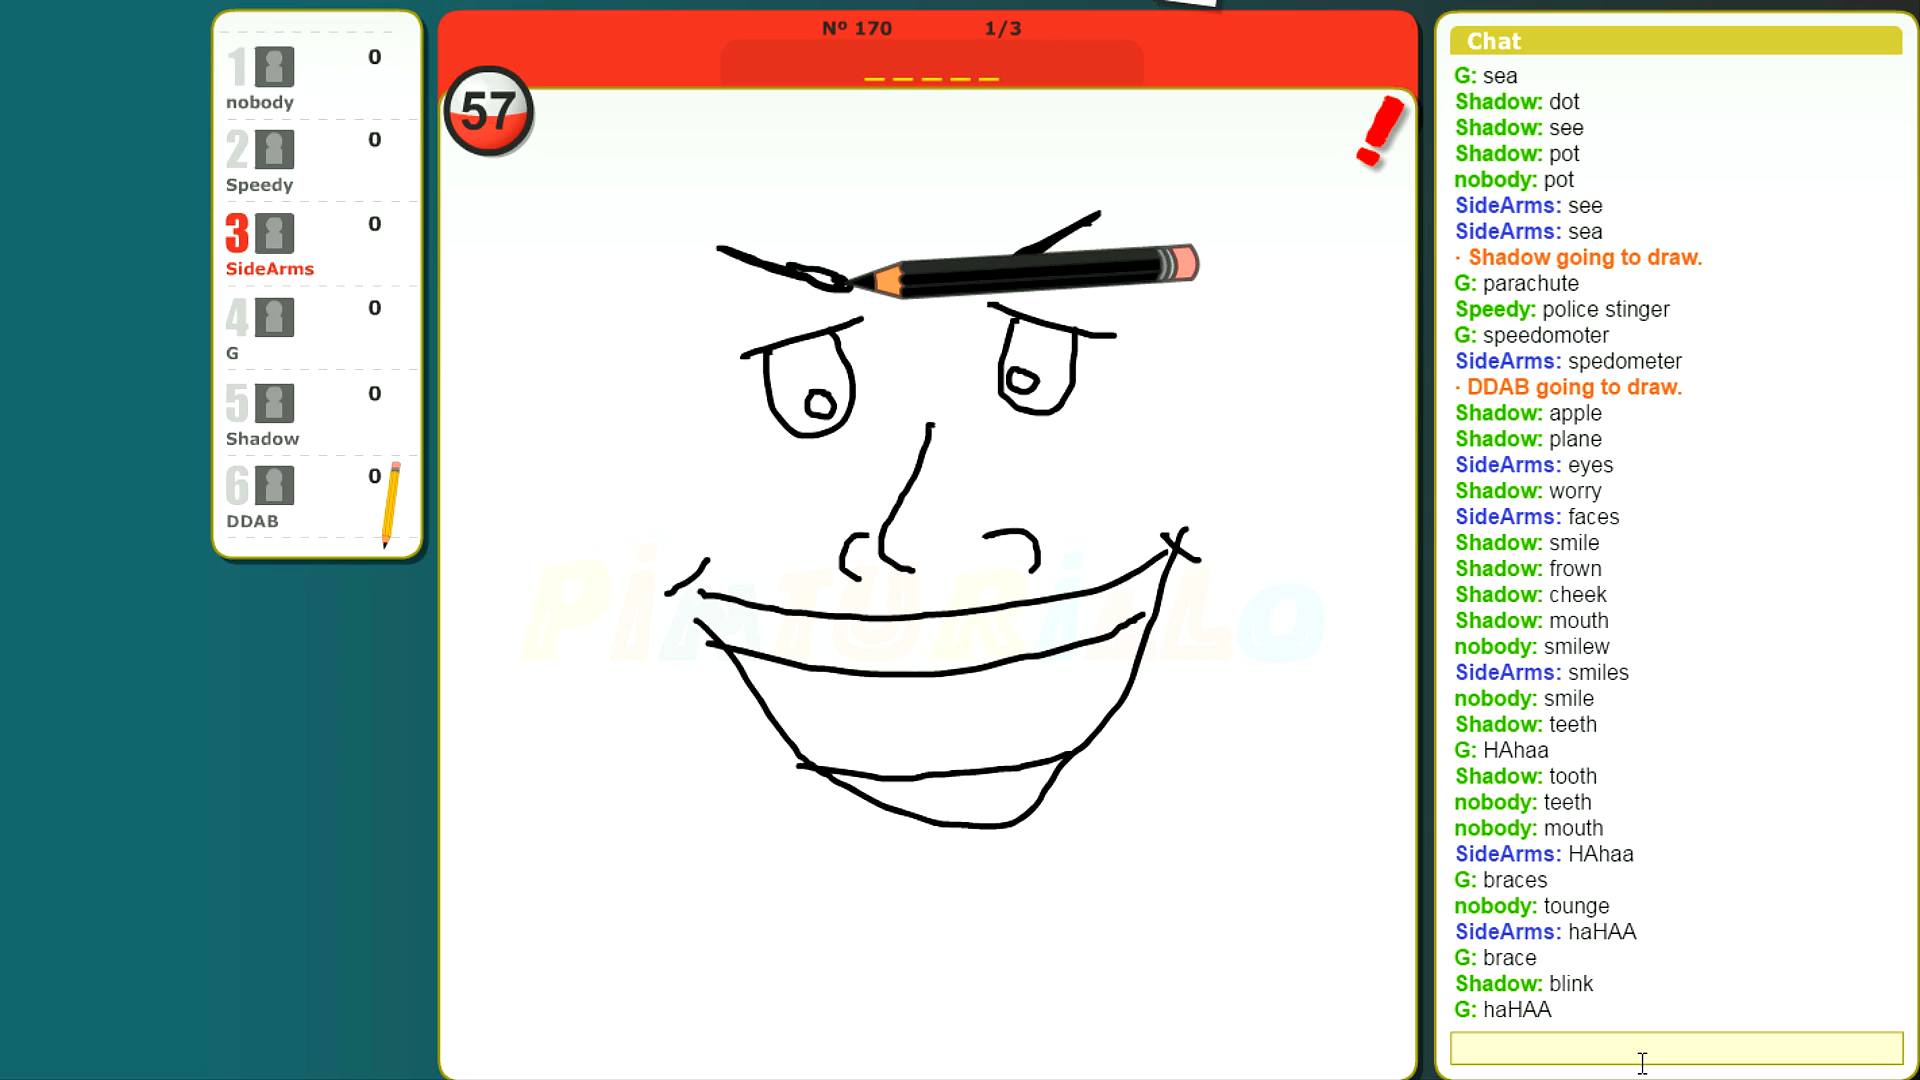 1
0
nobody
2
0
Speedy
3
0
SideArms
4
0
G
5
0
Shadow
6
0
DDAB
Nº 170
1/3
_ _ _ _ _
57
!
PiNTURiLLO
Chat
G: sea
Shadow: dot
Shadow: see
Shadow: pot
nobody: pot
SideArms: see
SideArms: sea
· Shadow going to draw.
G: parachute
Speedy: police stinger
G: speedomoter
SideArms: spedometer
· DDAB going to draw.
Shadow: apple
Shadow: plane
SideArms: eyes
Shadow: worry
SideArms: faces
Shadow: smile
Shadow: frown
Shadow: cheek
Shadow: mouth
nobody: smilew
SideArms: smiles
nobody: smile
Shadow: teeth
G: HAhaa
Shadow: tooth
nobody: teeth
nobody: mouth
SideArms: HAhaa
G: braces
nobody: tounge
SideArms: haHAA
G: brace
Shadow: blink
G: haHAA